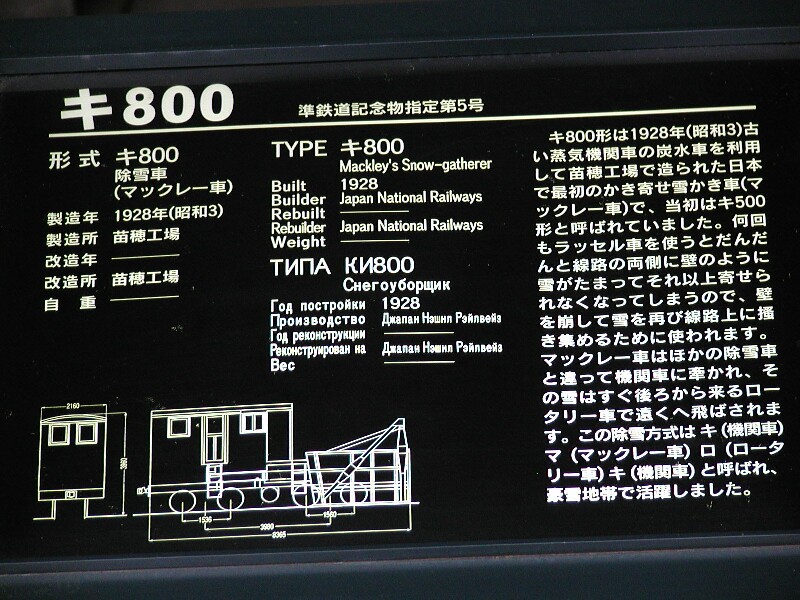 キ800
準鉄道記念物指定第5号
形式 キ800
除雪車
(マックレー車)
製造年 1928年(昭和3)
製造所 苗穂工場
改造年
改造所 苗穂工場
自重
TYPE キ800
Mackley's Snow-gatherer
Built 1928
Builder Japan National Railways
Rebuilt
Rebuilder Japan National Railways
Weight
ТИПА КИ800
Снегоуборщик
Год постройки 1928
Производство Джапан Нэшнл Рэйлвейз
Год реконструкции
Реконструирован на Джапан Нэшнл Рэйлвейз
Вес
キ800形は1928年(昭和3)古
い蒸気機関車の炭水車を利用
して苗穂工場で造られた日本
で最初のかき寄せ雪かき車(マ
ックレー車)で、当初はキ500
形と呼ばれていました。何回
もラッセル車を使うとだんだ
んと線路の両側に壁のように
雪がたまってそれ以上寄せら
れなくなってしまうので、壁
を崩して雪を再び線路上に掻
き集めるために使われます。
マックレー車はほかの除雪車
と違って機関車に牽かれ、そ
の雪はすぐ後ろから来るロー
タリー車で遠くへ飛ばされま
す。この除雪方式はキ(機関車)
マ(マックレー車)ロ(ロータ
リー車)キ(機関車)と呼ばれ、
豪雪地帯で活躍しました。
2160
1536
1560
3980
9365